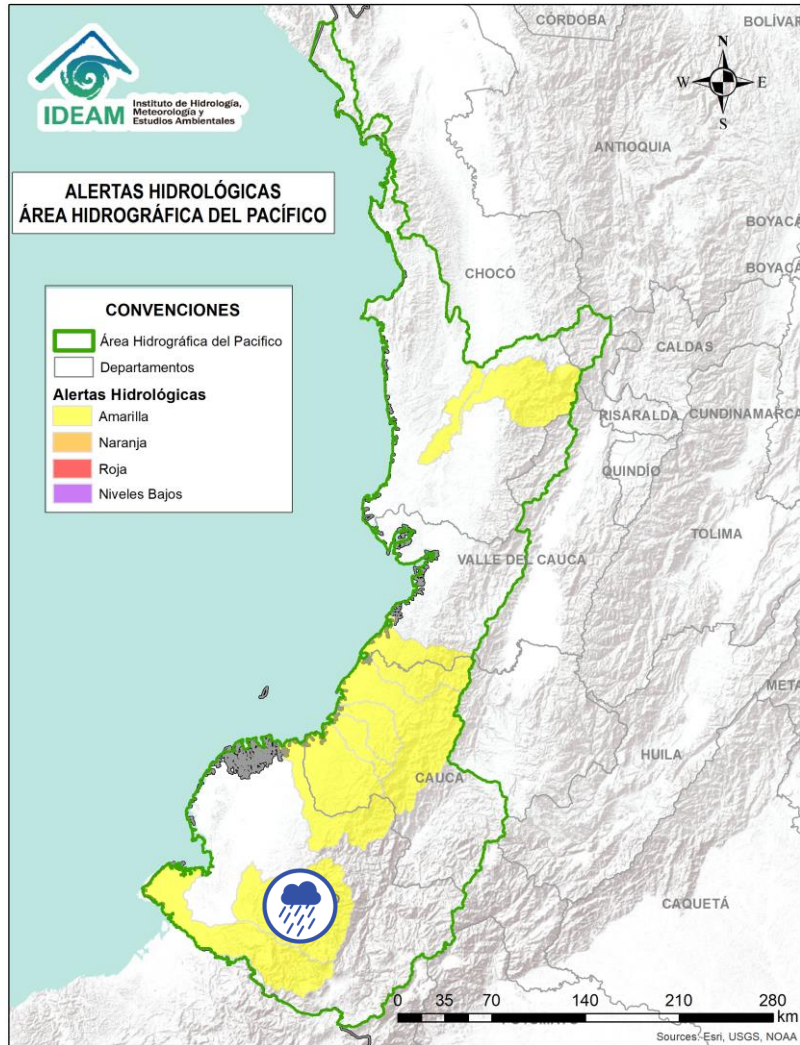 CÓRDOBA
BOLÍVAR
N
W
E
S
IDEAM
Instituto de Hidrología,
Meteorología y
Estudios Ambientales
ANTIOQUIA
ALERTAS HIDROLÓGICAS
ÁREA HIDROGRÁFICA DEL PACÍFICO
BOYACÁ
BOYACÁ
CHOCÓ
CONVENCIONES
Área Hidrográfica del Pacifico
Departamentos
Alertas Hidrológicas
Amarilla
Naranja
Roja
Niveles Bajos
CALDAS
RISARALDA
CUNDINAMARCA
QUINDÍO
TOLIMA
VALLE DEL CAUCA
META
HUILA
CAUCA
CAQUETÁ
0 35 70 140 210 280
km
Sources: Esri, USGS, NOAA